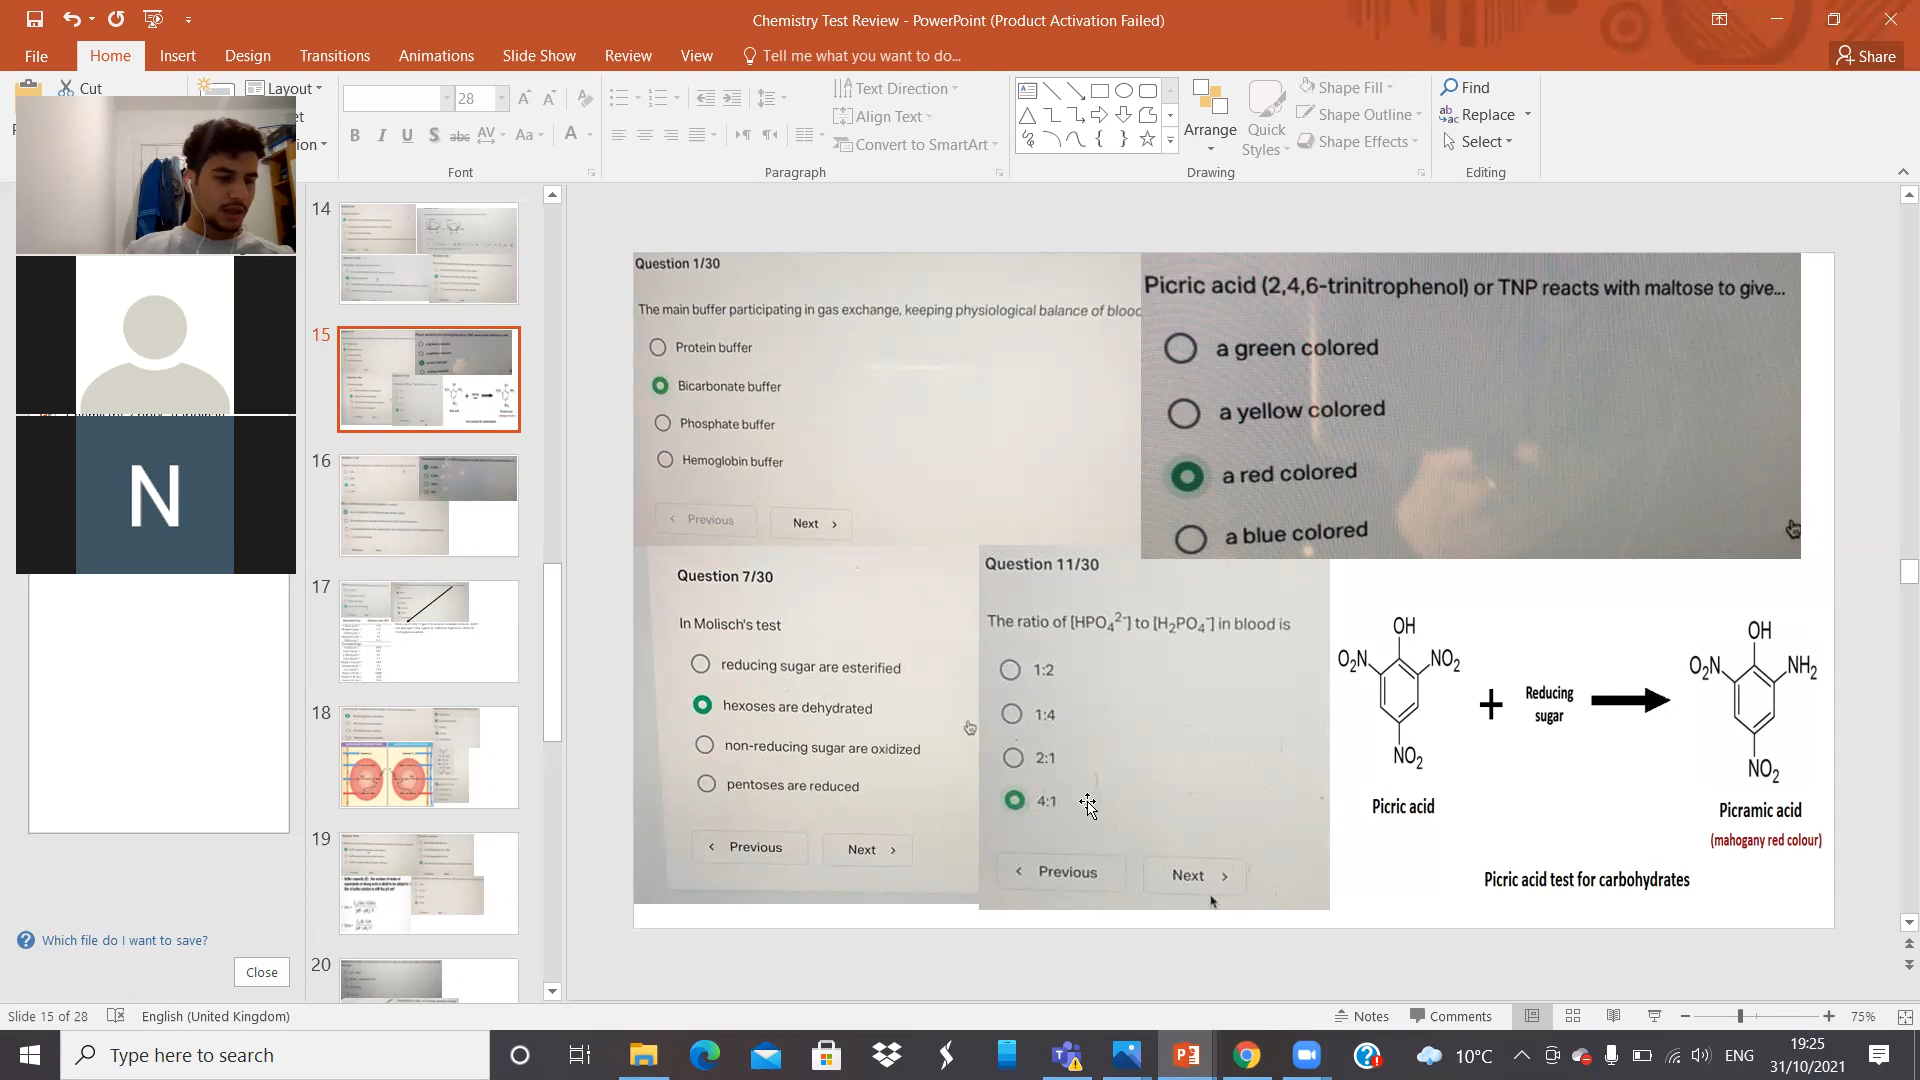 Chemistry Test Review - PowerPoint (Product Activation Failed)
File
Home
Insert
Design
Transitions
Animations
Slide Show
Review
View
Tell me what you want to do...
Share
Cut
Layout
28
Text Direction
Align Text
Convert to SmartArt
Font
Paragraph
Arrange
Quick
Styles
Shape Fill
Shape Outline
Shape Effects
Drawing
Find
Replace
Select
Editing
N
14
15
16
17
18
19
20
Question 1/30
The main buffer participating in gas exchange, keeping physiological balance of blood
Protein buffer
Bicarbonate buffer
Phosphate buffer
Hemoglobin buffer
Previous
Next
Picric acid (2,4,6-trinitrophenol) or TNP reacts with maltose to give...
a green colored
a yellow colored
a red colored
a blue colored
Question 7/30
In Molisch's test
reducing sugar are esterified
hexoses are dehydrated
non-reducing sugar are oxidized
pentoses are reduced
Previous
Next
Question 11/30
The ratio of [HPO₄²⁻] to [H₂PO₄⁻] in blood is
1:2
1:4
2:1
4:1
Previous
Next
OH
O₂N
NO₂
NO₂
Picric acid
+
Reducing
sugar
OH
O₂N
NH₂
NO₂
Picramic acid
(mahogany red colour)
Picric acid test for carbohydrates
Which file do I want to save?
Close
Slide 15 of 28
English (United Kingdom)
Notes
Comments
75%
Type here to search
10°C
ENG
19:25
31/10/2021